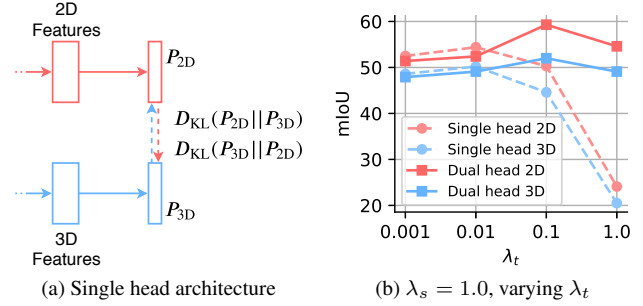 2D
Features
P2D
DKL(P2D||P3D)
DKL(P3D||P2D)
P3D
3D
Features
(a) Single head architecture
60
50
40
30
20
mIoU
Single head 2D
Single head 3D
Dual head 2D
Dual head 3D
0.001 0.01 0.1 1.0
λt
(b) λs = 1.0, varying λt